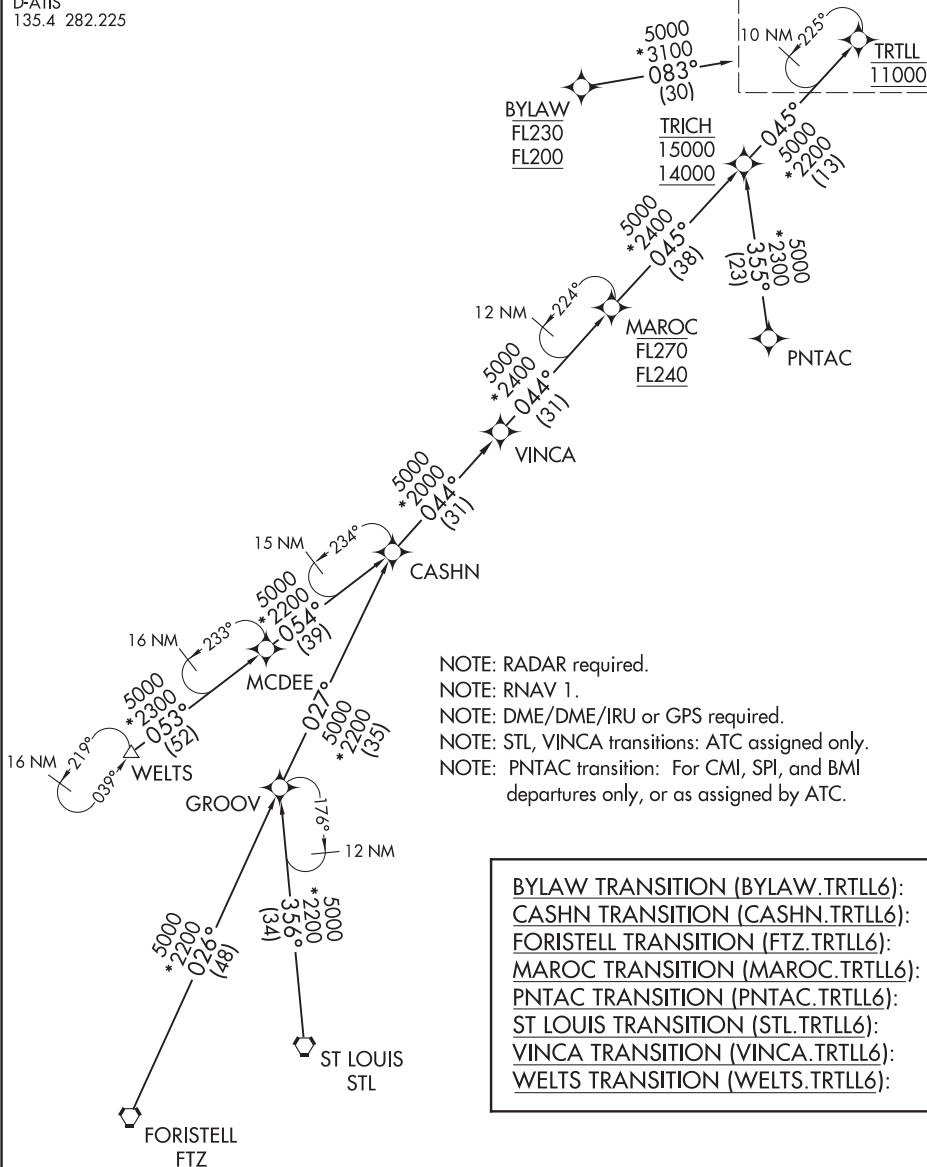 D-ATIS
135.4 282.225
10 NM
225°
TRTLL
11000
5000
*3100
083°
(30)
BYLAW
FL230
FL200
TRICH
15000
14000
045°
5000
*2200
(13)
5000
*2400
045°
(38)
5000
*2300
355°
(23)
PNTAC
12 NM
224°
MAROC
FL270
FL240
5000
*2400
044°
(31)
VINCA
5000
*2000
044°
(31)
15 NM
234°
CASHN
5000
*2200
054°
(39)
16 NM
233°
MCDEE
5000
*2300
053°
(52)
16 NM
219°
039°
WELTS
027°
5000
*2200
(35)
GROOV
176°
12 NM
5000
*2200
356°
(34)
5000
*2200
026°
(48)
ST LOUIS
STL
FORISTELL
FTZ
NOTE: RADAR required.
NOTE: RNAV 1.
NOTE: DME/DME/IRU or GPS required.
NOTE: STL, VINCA transitions: ATC assigned only.
NOTE: PNTAC transition: For CMI, SPI, and BMI
departures only, or as assigned by ATC.
BYLAW TRANSITION (BYLAW.TRTLL6):
CASHN TRANSITION (CASHN.TRTLL6):
FORISTELL TRANSITION (FTZ.TRTLL6):
MAROC TRANSITION (MAROC.TRTLL6):
PNTAC TRANSITION (PNTAC.TRTLL6):
ST LOUIS TRANSITION (STL.TRTLL6):
VINCA TRANSITION (VINCA.TRTLL6):
WELTS TRANSITION (WELTS.TRTLL6):